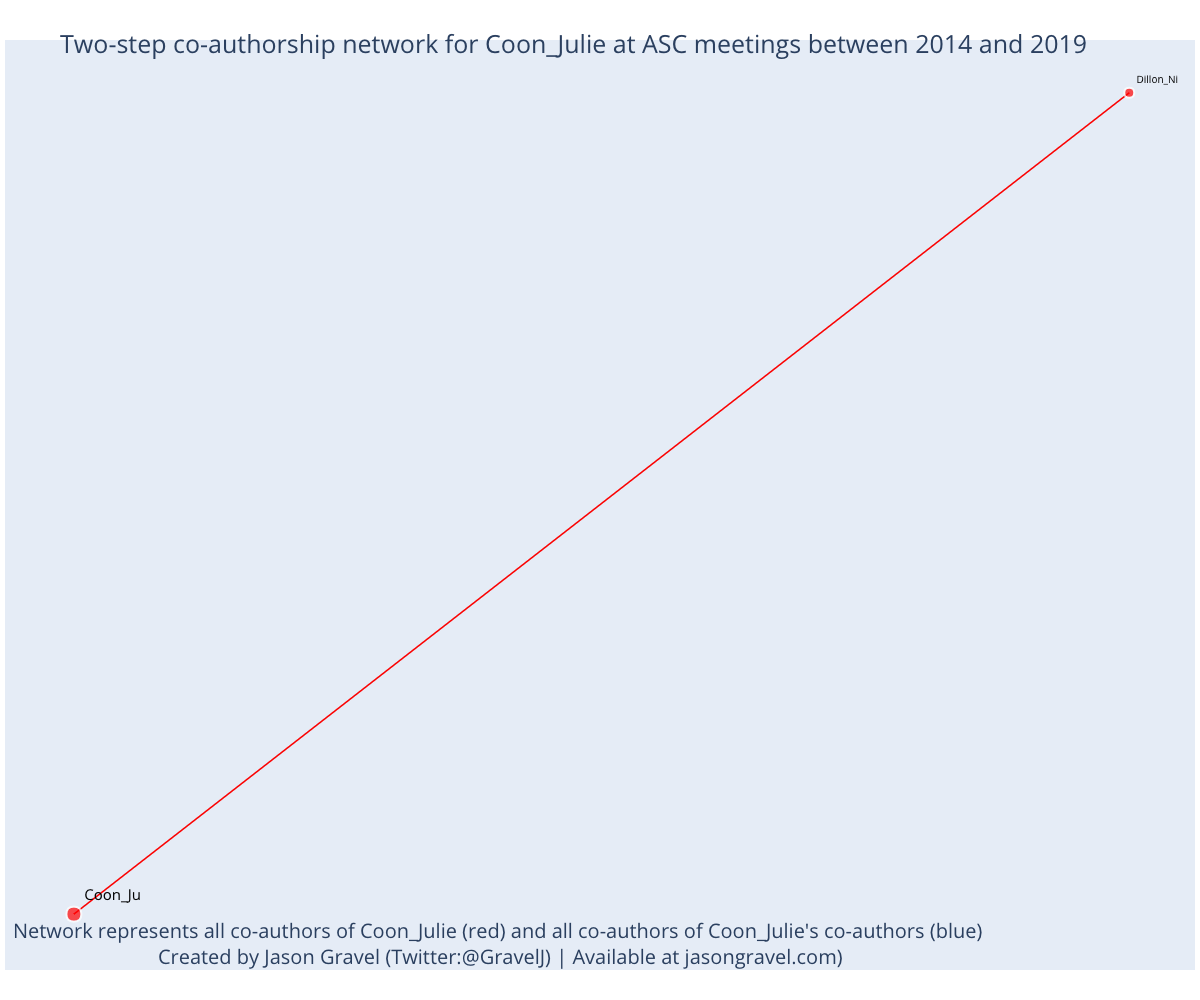 Two-step co-authorship network for Coon_Julie at ASC meetings between 2014 and 2019
Dillon_Ni
Coon_Ju
Network represents all co-authors of Coon_Julie (red) and all co-authors of Coon_Julie's co-authors (blue)
Created by Jason Gravel (Twitter:@GravelJ) | Available at jasongravel.com)